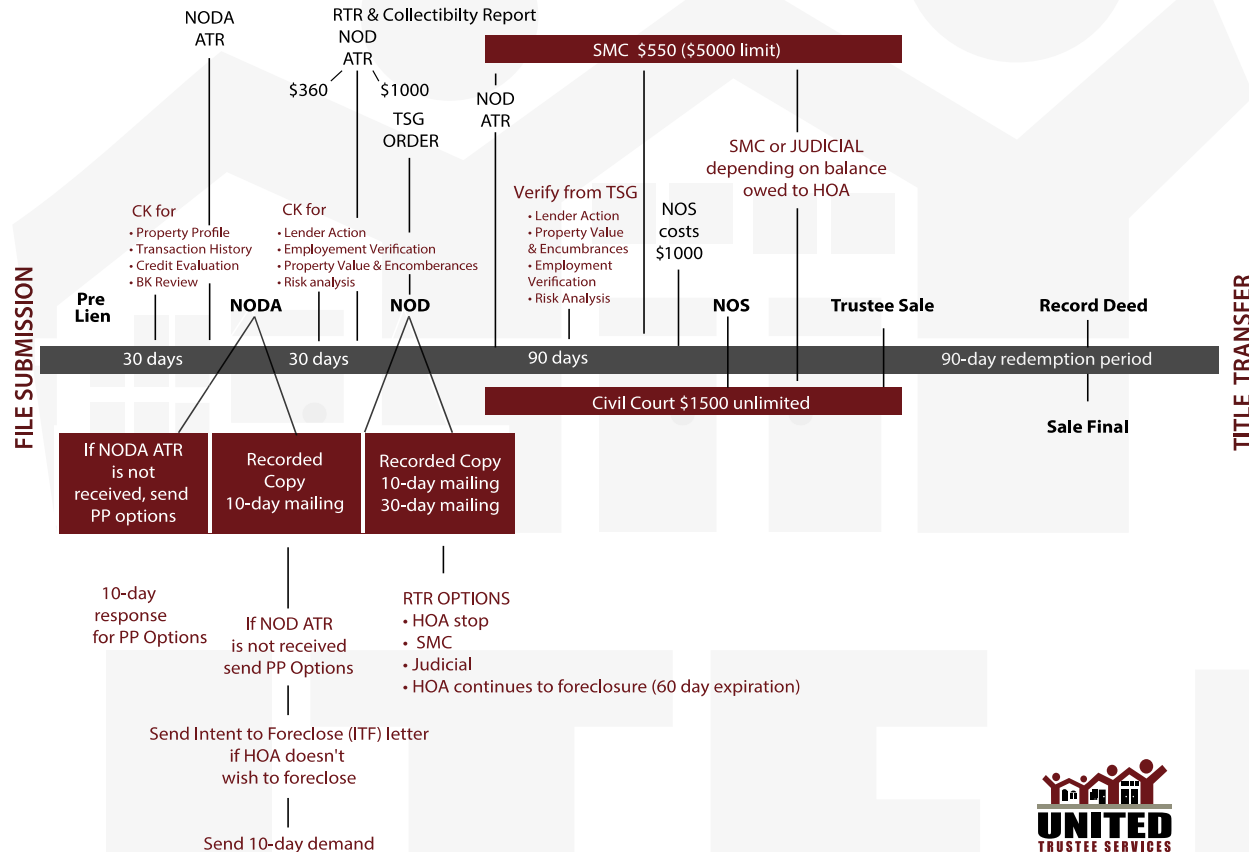 NODA
ATR
RTR & Collectibilty Report
NOD
ATR
$360
$1000
TSG
ORDER
SMC $550 ($5000 limit)
NOD
ATR
SMC or JUDICIAL
depending on balance
owed to HOA
CK for
• Property Profile
• Transaction History
• Credit Evaluation
• BK Review
CK for
• Lender Action
• Employement Verification
• Property Value & Encomberances
• Risk analysis
Verify from TSG
• Lender Action
• Property Value
& Encumbrances
• Employment
Verification
• Risk Analysis
NOS
costs
$1000
FILE SUBMISSION
Pre
Lien
NODA
NOD
NOS
Trustee Sale
Record Deed
TITLE TRANSFER
30 days
30 days
90 days
90-day redemption period
Civil Court $1500 unlimited
Sale Final
If NODA ATR
is not
received, send
PP options
Recorded
Copy
10-day mailing
Recorded Copy
10-day mailing
30-day mailing
10-day
response
for PP Options
If NOD ATR
is not received
send PP Options
RTR OPTIONS
• HOA stop
• SMC
• Judicial
• HOA continues to foreclosure (60 day expiration)
Send Intent to Foreclose (ITF) letter
if HOA doesn't
wish to foreclose
Send 10-day demand
UNITED
TRUSTEE SERVICES